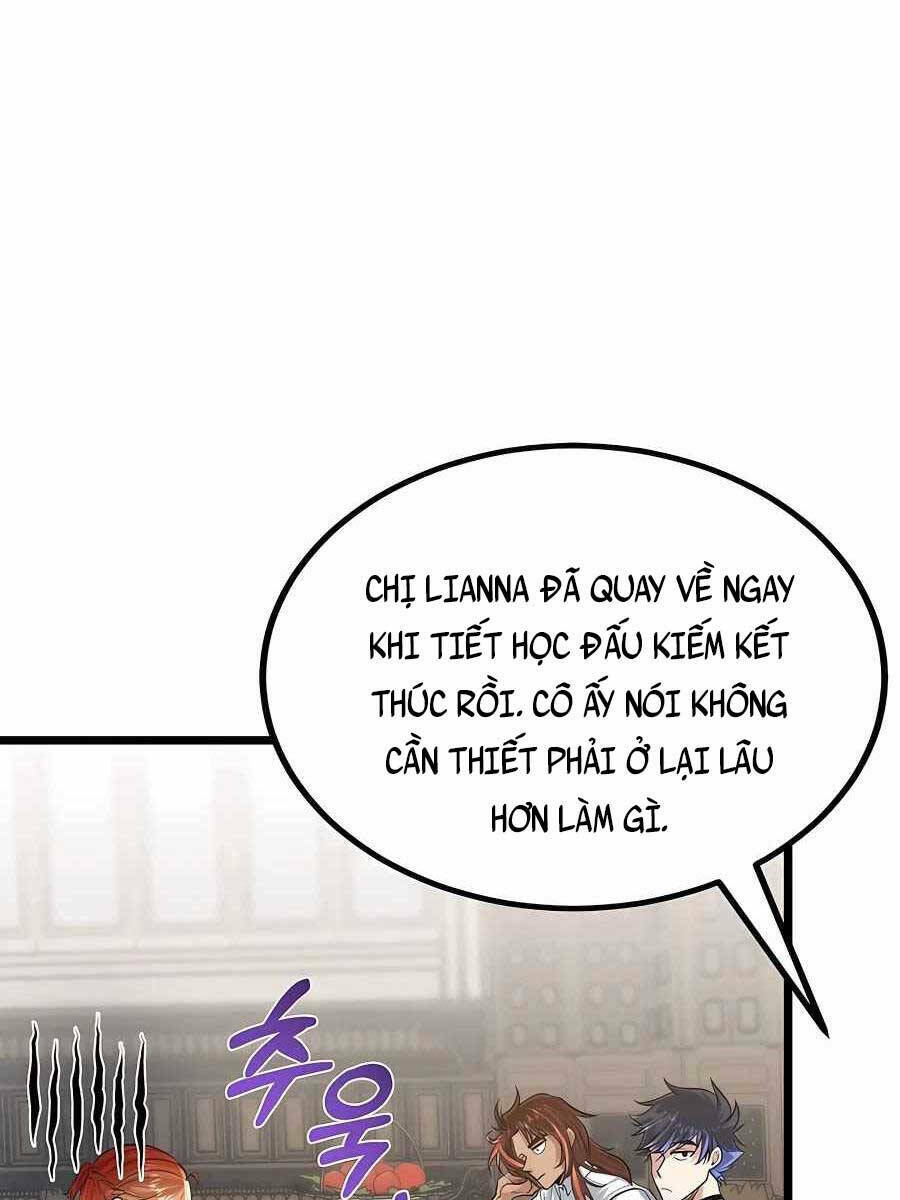 CHỊ LIANNA ĐÃ QUAY VỀ NGAY
KHI TIẾT HỌC ĐẤU KIẾM KẾT
THÚC RỒI. CÔ ẤY NÓI KHÔNG
CẦN THIẾT PHẢI Ở LẠI LÂU
HƠN LÀM GÌ.
추욱